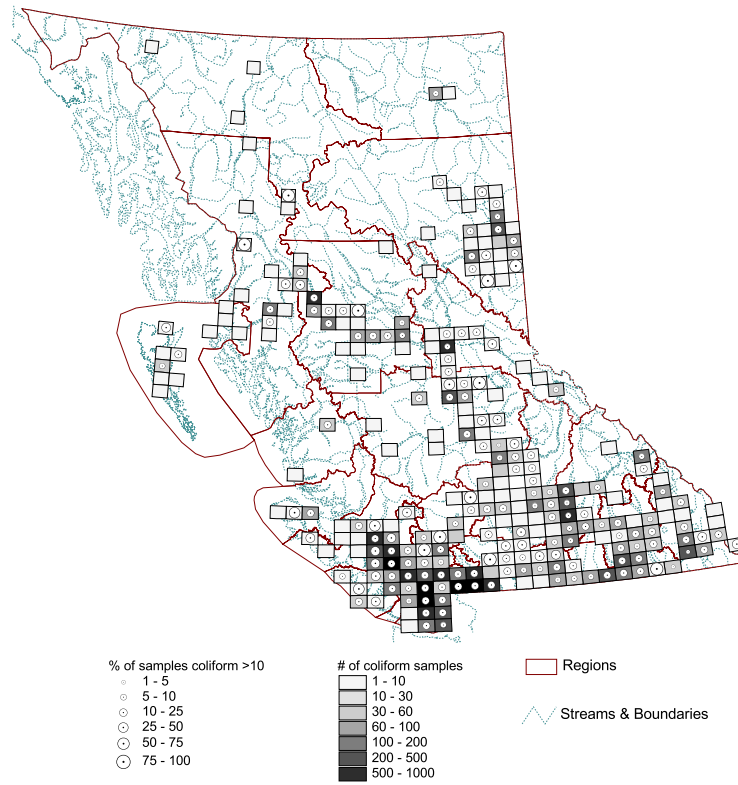 % of samples coliform >10
1 - 5
5 - 10
10 - 25
25 - 50
50 - 75
75 - 100
# of coliform samples
1 - 10
10 - 30
30 - 60
60 - 100
100 - 200
200 - 500
500 - 1000
Regions
Streams & Boundaries